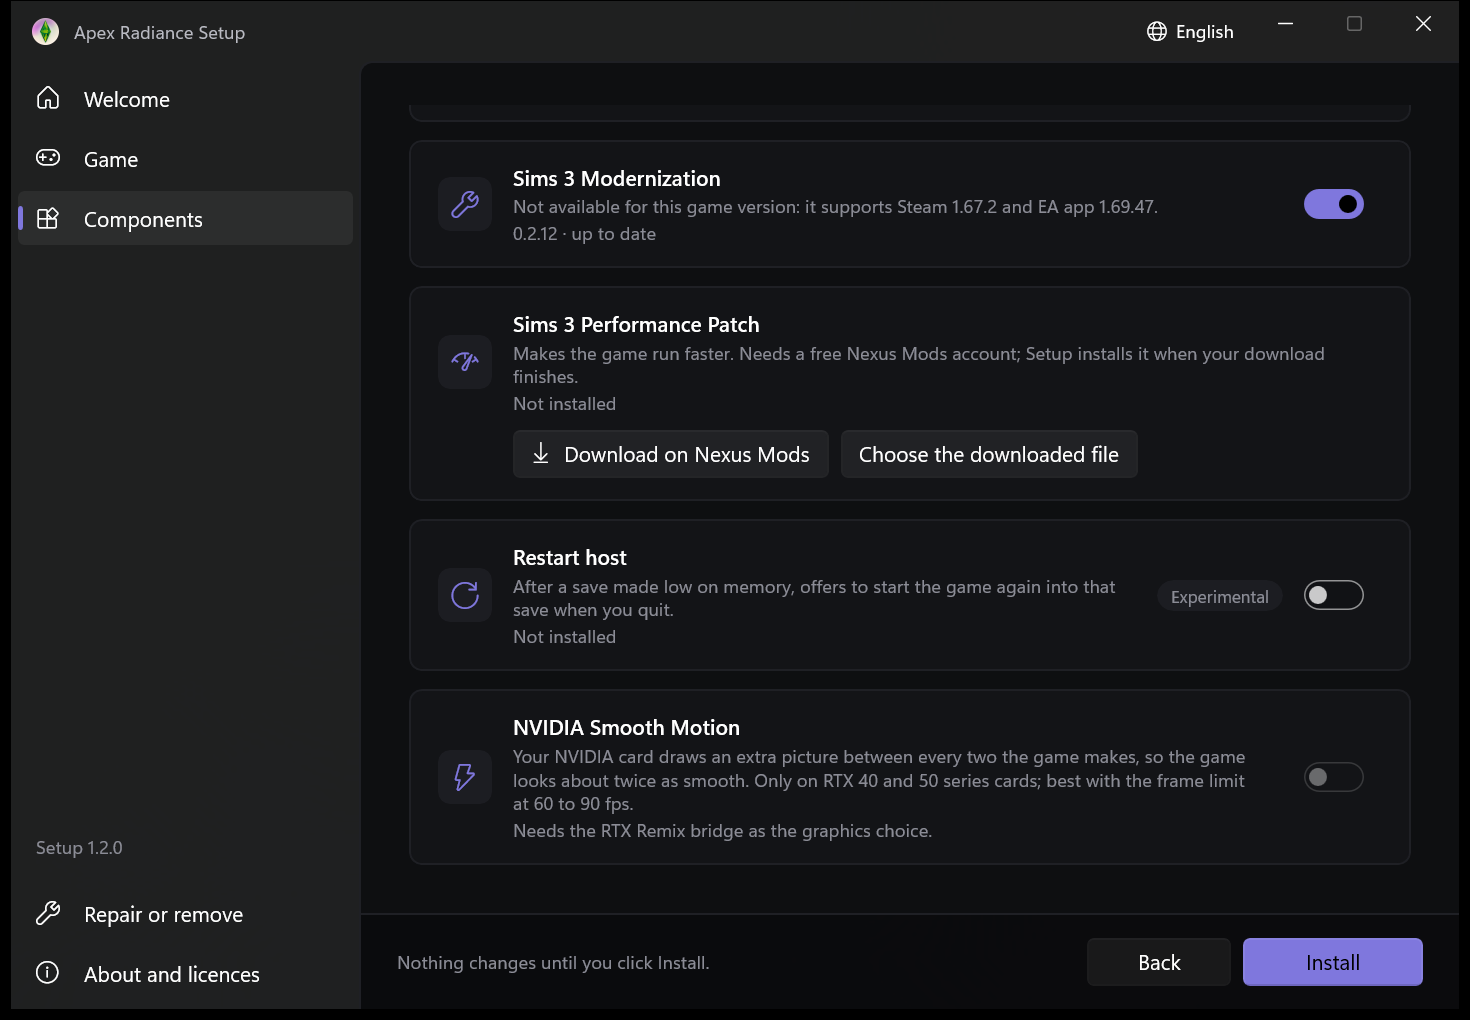 Apex Radiance Setup
English
Welcome
Game
Components
Sims 3 Modernization
Not available for this game version: it supports Steam 1.67.2 and EA app 1.69.47.
0.2.12 · up to date
Sims 3 Performance Patch
Makes the game run faster. Needs a free Nexus Mods account; Setup installs it when your download
finishes.
Not installed
Download on Nexus Mods
Choose the downloaded file
Restart host
After a save made low on memory, offers to start the game again into that
save when you quit.
Not installed
Experimental
NVIDIA Smooth Motion
Your NVIDIA card draws an extra picture between every two the game makes, so the game
looks about twice as smooth. Only on RTX 40 and 50 series cards; best with the frame limit
at 60 to 90 fps.
Needs the RTX Remix bridge as the graphics choice.
Setup 1.2.0
Repair or remove
About and licences
Nothing changes until you click Install.
Back
Install